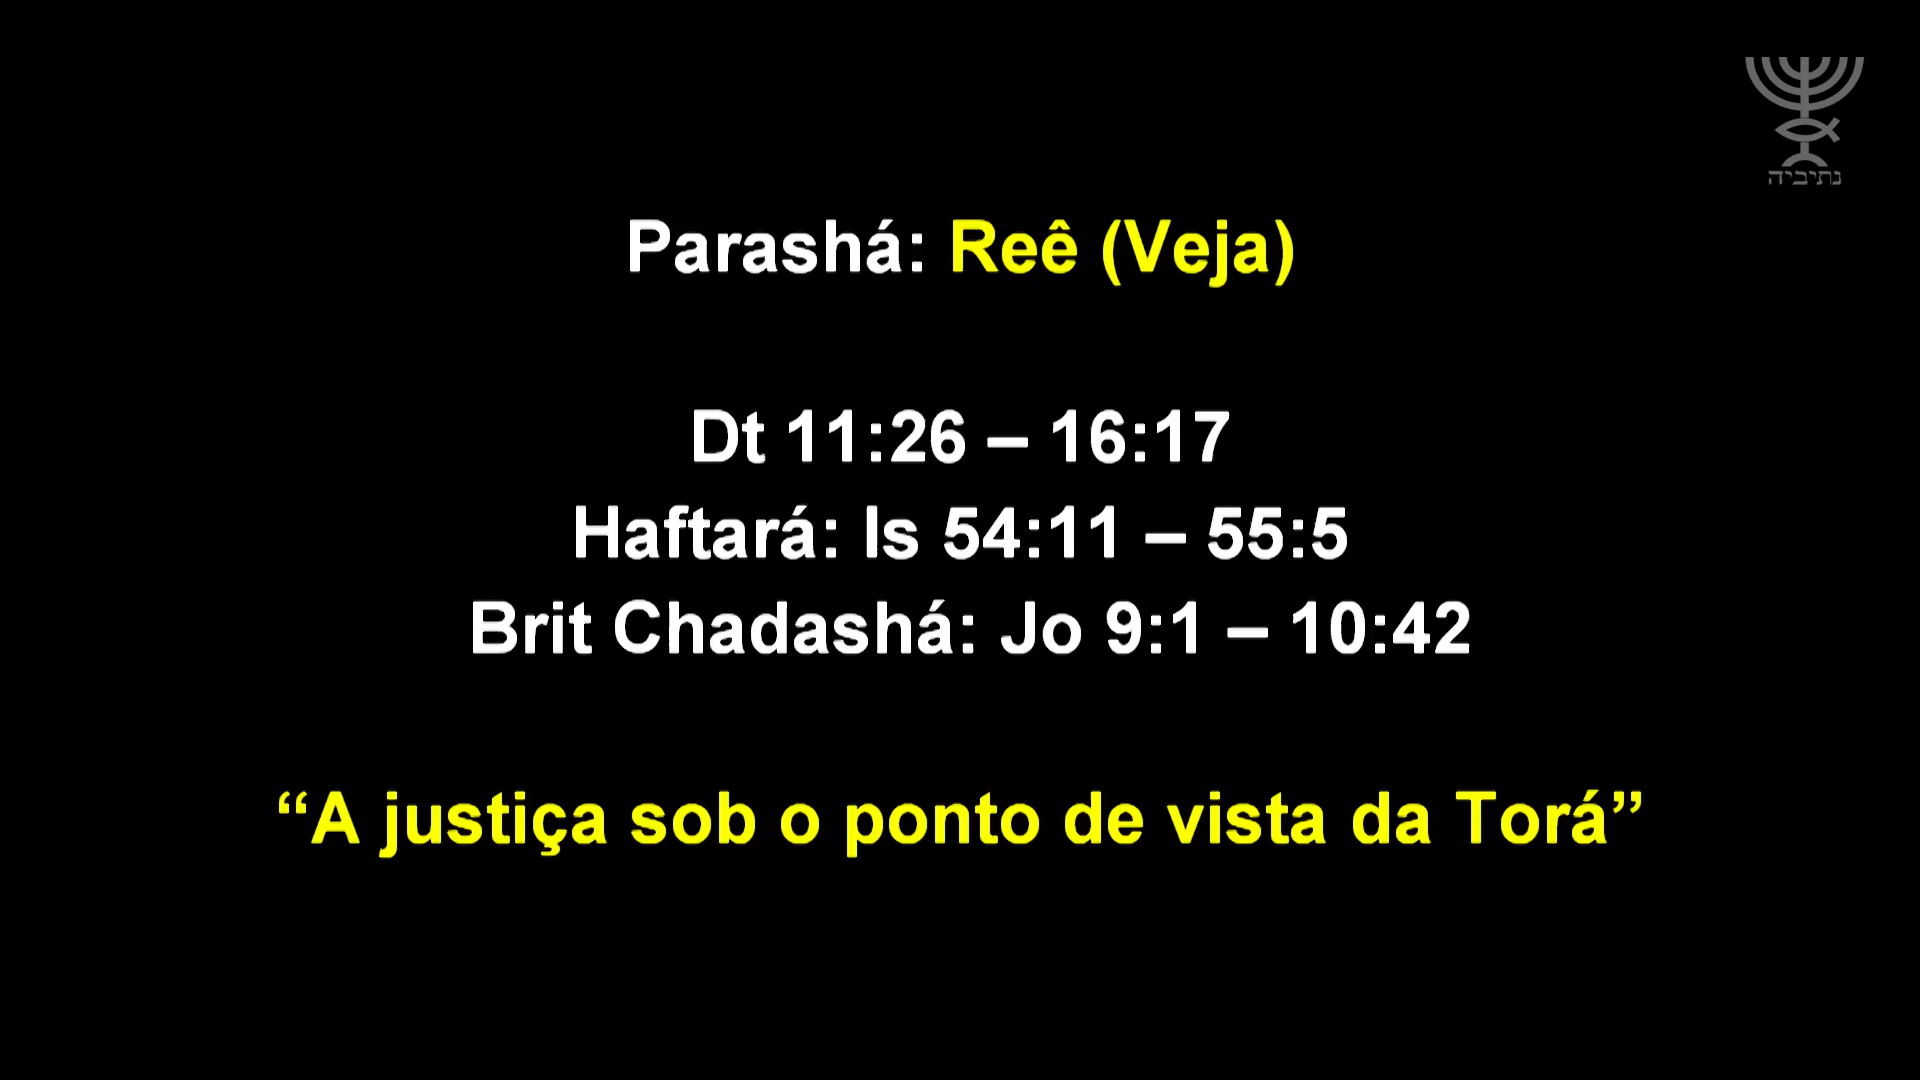 נתיביה
Parashá: Reê (Veja)
Dt 11:26 – 16:17
Haftará: Is 54:11 – 55:5
Brit Chadashá: Jo 9:1 – 10:42
“A justiça sob o ponto de vista da Torá”